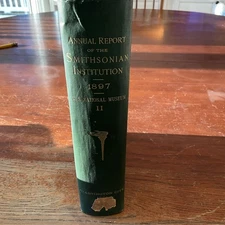 ANNUAL REPORT
OF THE
SMITHSONIAN
INSTITUTION
1897
NATIONAL MUSEUM
II